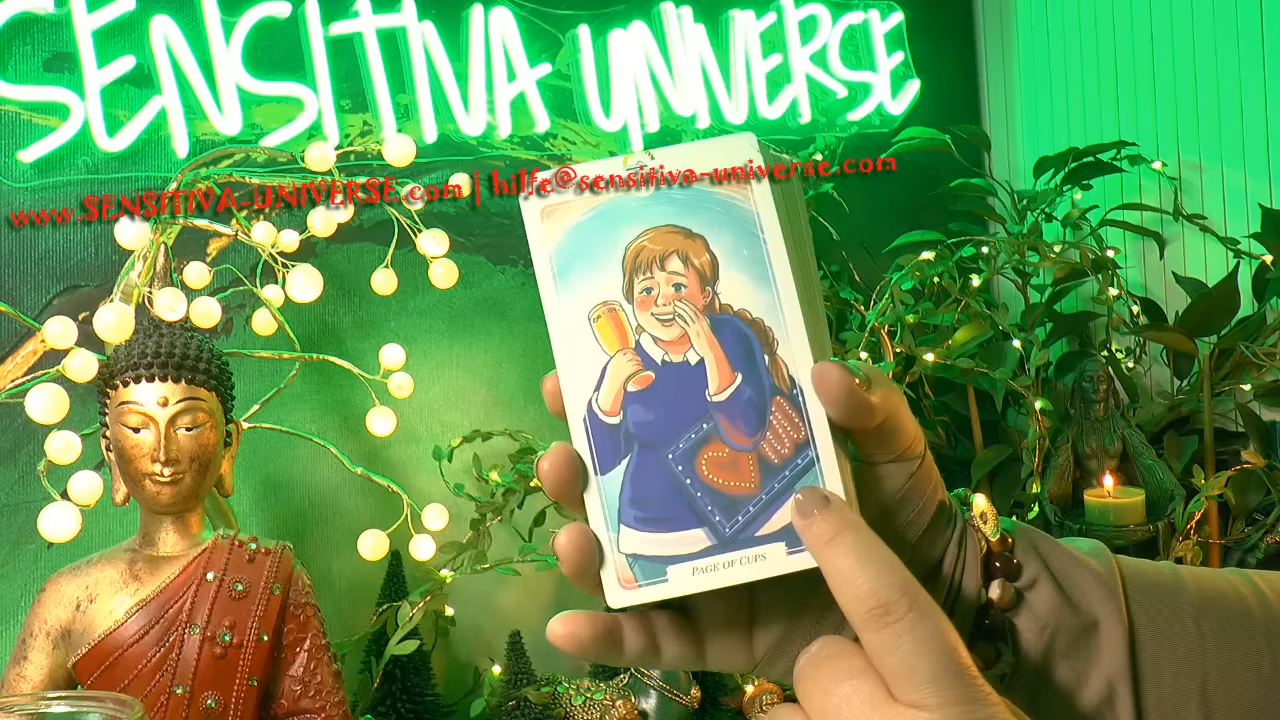 SENSITIVA UNIVERSE
www.SENSITIVA-UNIVERSE.com | hilfe@sensitiva-universe.com
PAGE OF CUPS